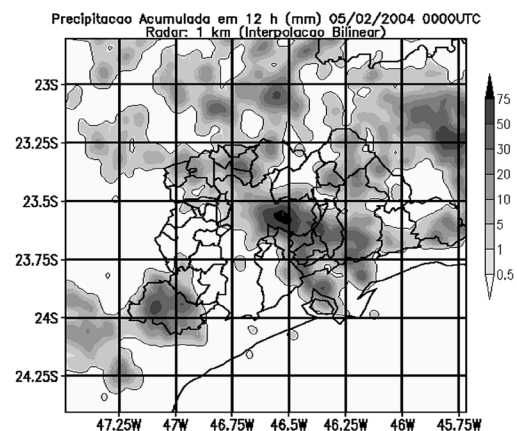 Precipitacao Acumulada em 12 h (mm) 05/02/2004 0000UTC
Radar: 1 km (Interpolacao Bilinear)
23S
23.25S
23.5S
23.75S
24S
24.25S
47.25W
47W
46.75W
46.5W
46.25W
46W
45.75W
75
50
30
20
10
5
1
0.5